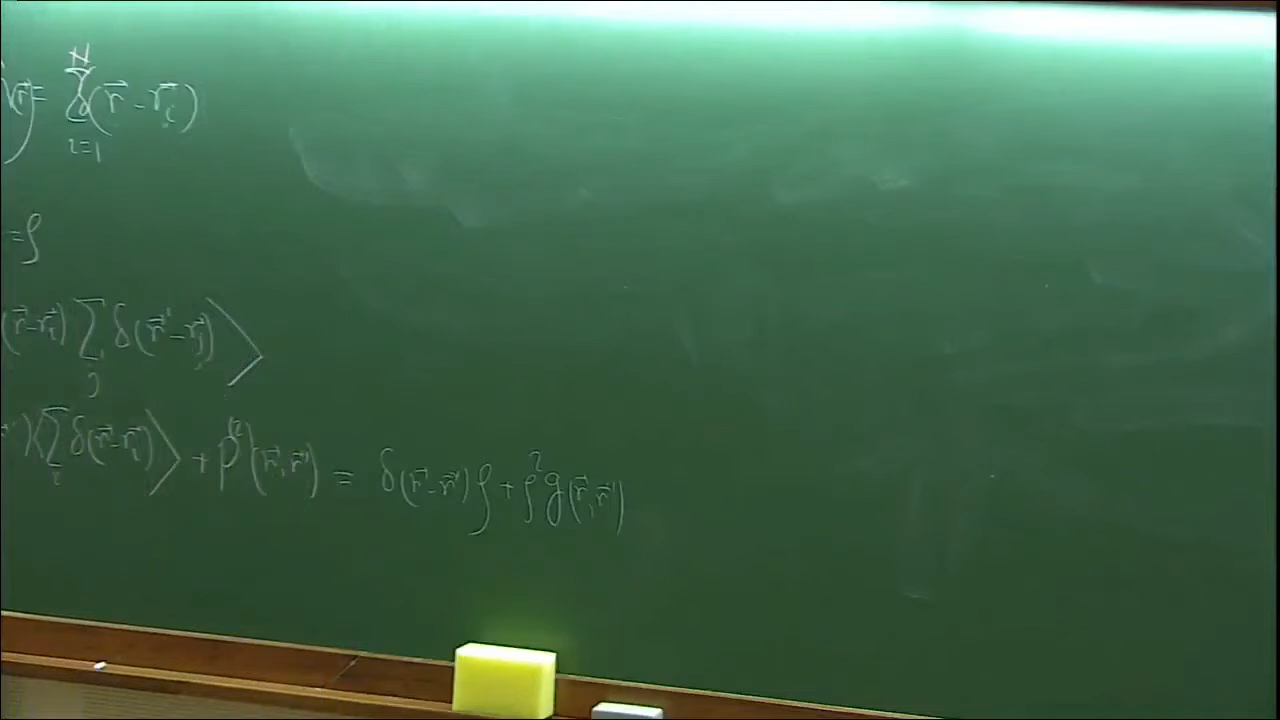 (r⃗) = Σ_{i=1}^{N} δ(r⃗ − r⃗_i)
= ρ
(r⃗ − r⃗_i) Σ_j δ(r⃗' − r⃗_j) ⟩
) ⟨ Σ_i δ(r⃗ − r⃗_i) ⟩ + ρ^{(2)}(r⃗, r⃗') = δ(r⃗ − r⃗') ρ + ρ² g(r⃗, r⃗')